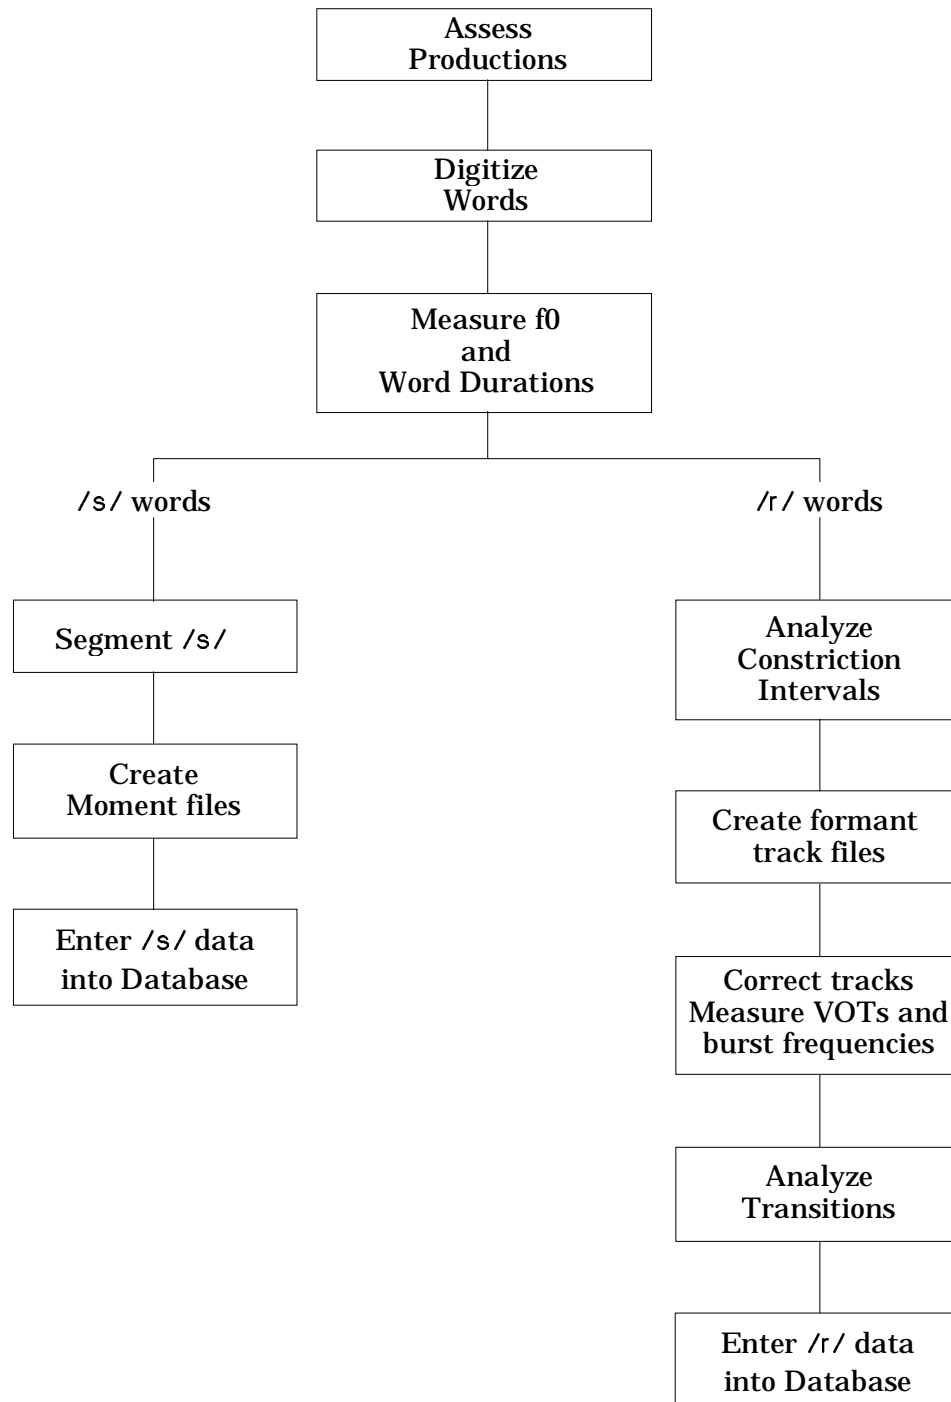 Assess
Productions
Digitize
Words
Measure f0
and
Word Durations
/s/ words
Segment /s/
Create
Moment files
Enter /s/ data
into Database
/r/ words
Analyze
Constriction
Intervals
Create formant
track files
Correct tracks
Measure VOTs and
burst frequencies
Analyze
Transitions
Enter /r/ data
into Database